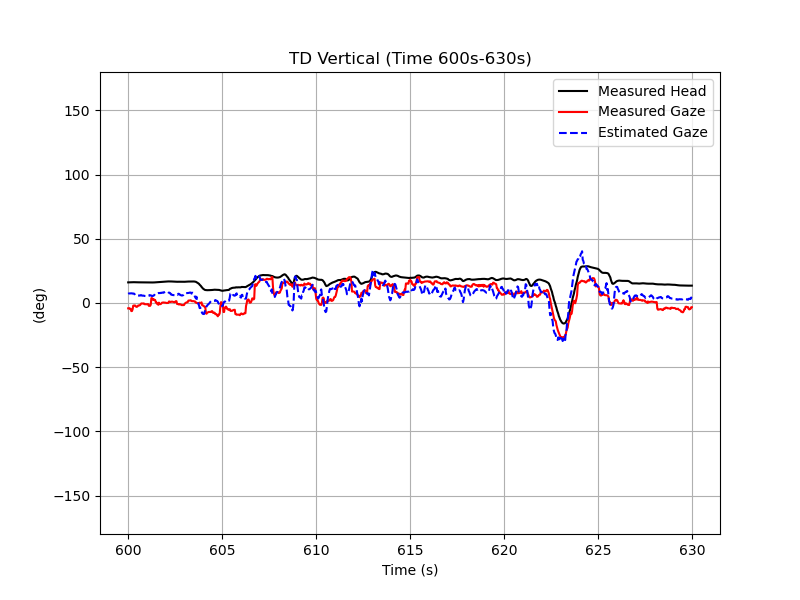 TD Vertical (Time 600s-630s)
Measured Head
Measured Gaze
Estimated Gaze
150
100
50
0
−50
−100
−150
(deg)
600 605 610 615 620 625 630
Time (s)